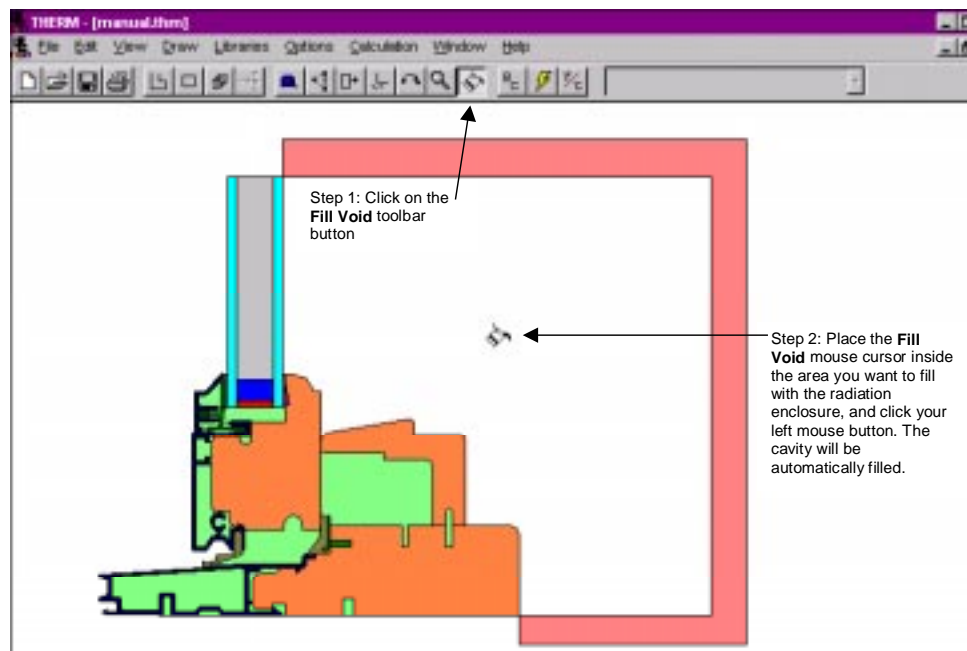 THERM - [manual.thm]
File Edit View Draw Libraries Options Calculation Window Help
Step 1: Click on the
Fill Void toolbar
button
Step 2: Place the Fill
Void mouse cursor inside
the area you want to fill
with the radiation
enclosure, and click your
left mouse button. The
cavity will be
automatically filled.